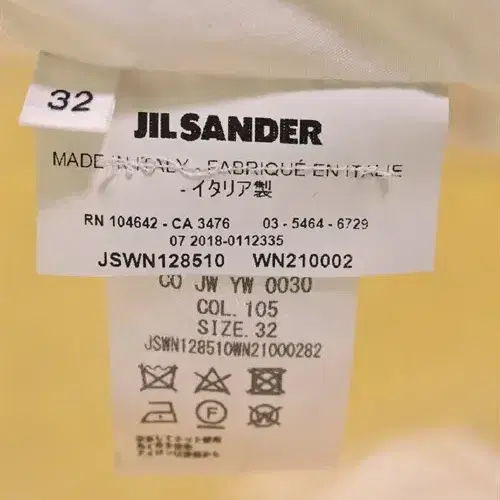 32
JIL SANDER
MADE IN ITALY - FABRIQUÉ EN ITALIE
- イタリア製
RN 104642 - CA 3476 03 - 5464 - 6729
07 2018-0112335
JSWN128510 WN210002
CO JW YW 0030
COL. 105
SIZE. 32
JSWN128510WN21000282
F
W